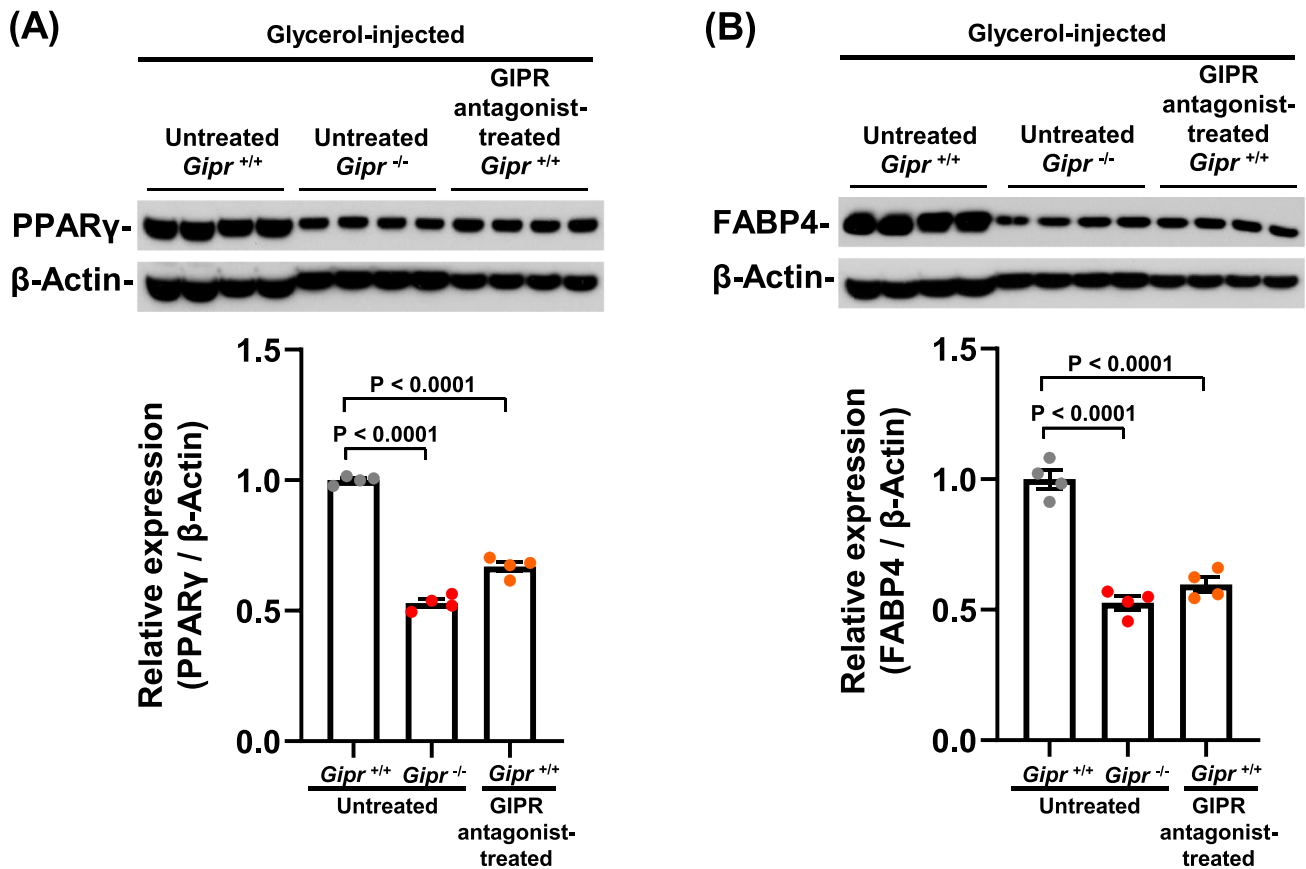 (A)
Glycerol-injected
Untreated
Gipr +/+
Untreated
Gipr -/-
GIPR
antagonist-
treated
Gipr +/+
PPARγ-
β-Actin-
Relative expression
(PPARγ / β-Actin)
1.5
1.0
0.5
0.0
P < 0.0001
P < 0.0001
Gipr +/+ Gipr -/- Gipr +/+
Untreated
GIPR
antagonist-
treated
(B)
Glycerol-injected
Untreated
Gipr +/+
Untreated
Gipr -/-
GIPR
antagonist-
treated
Gipr +/+
FABP4-
β-Actin-
Relative expression
(FABP4 / β-Actin)
1.5
1.0
0.5
0.0
P < 0.0001
P < 0.0001
Gipr +/+ Gipr -/- Gipr +/+
Untreated
GIPR
antagonist-
treated